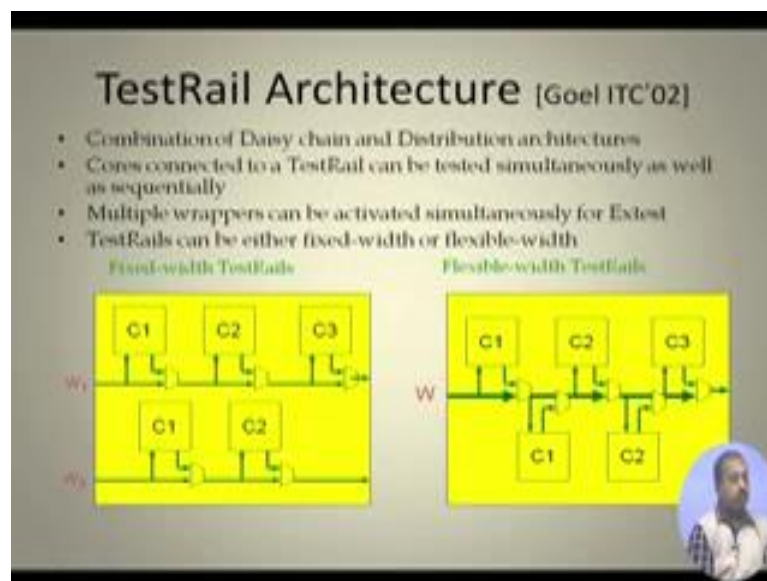 TestRail Architecture [Goel ITC'02]
• Combination of Daisy chain and Distribution architectures
• Cores connected to a TestRail can be tested simultaneously as well
as sequentially
• Multiple wrappers can be activated simultaneously for Extest
• TestRails can be either fixed-width or flexible-width
Fixed-width TestRails Flexible-width TestRails
C1 C2 C3
W₁
C1 C2
W₂
C1 C2 C3
W
C1 C2